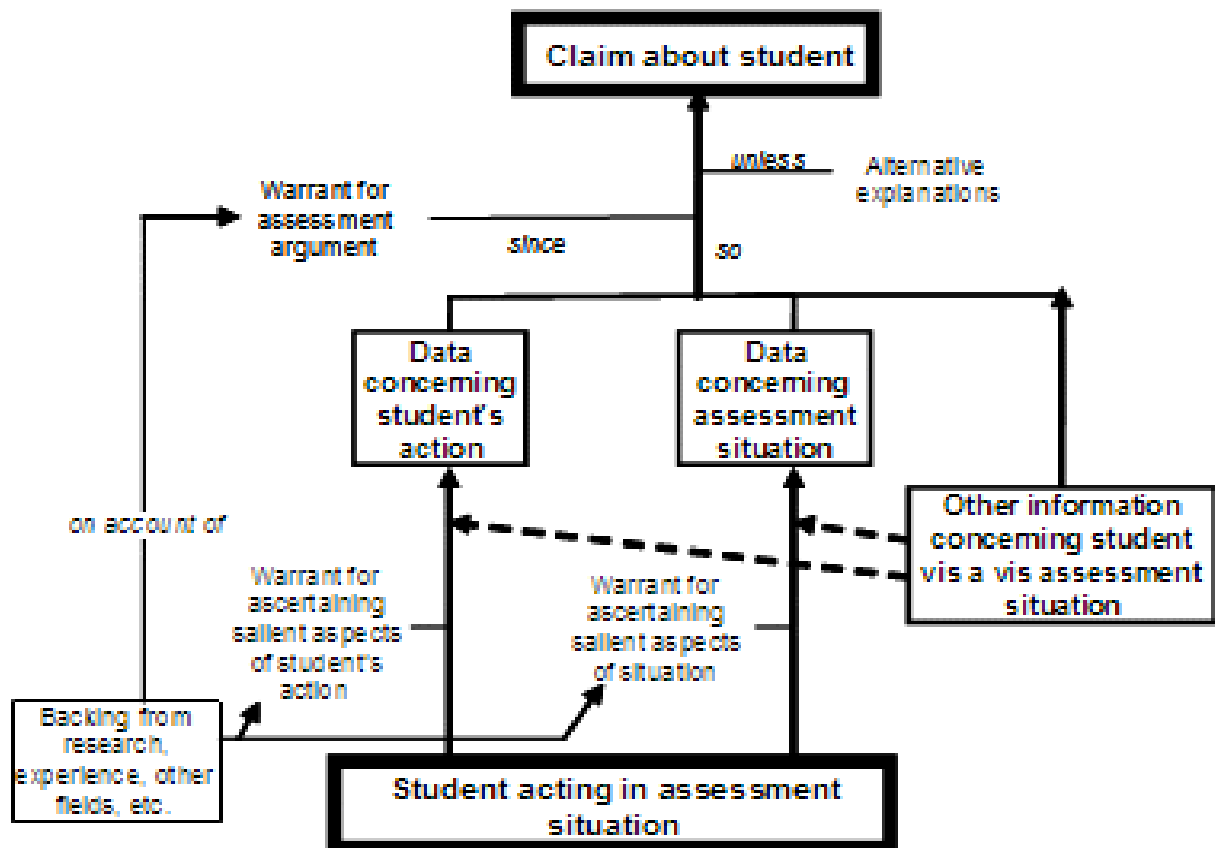 Claim about student
unless
Alternative
explanations
Warrant for
assessment
argument
since
so
Data
concerning
student's
action
Data
concerning
assessment
situation
Other information
concerning student
vis a vis assessment
situation
on account of
Warrant for
ascertaining
salient aspects
of student's
action
Warrant for
ascertaining
salient aspects
of situation
Backing from
research,
experience, other
fields, etc.
Student acting in assessment
situation